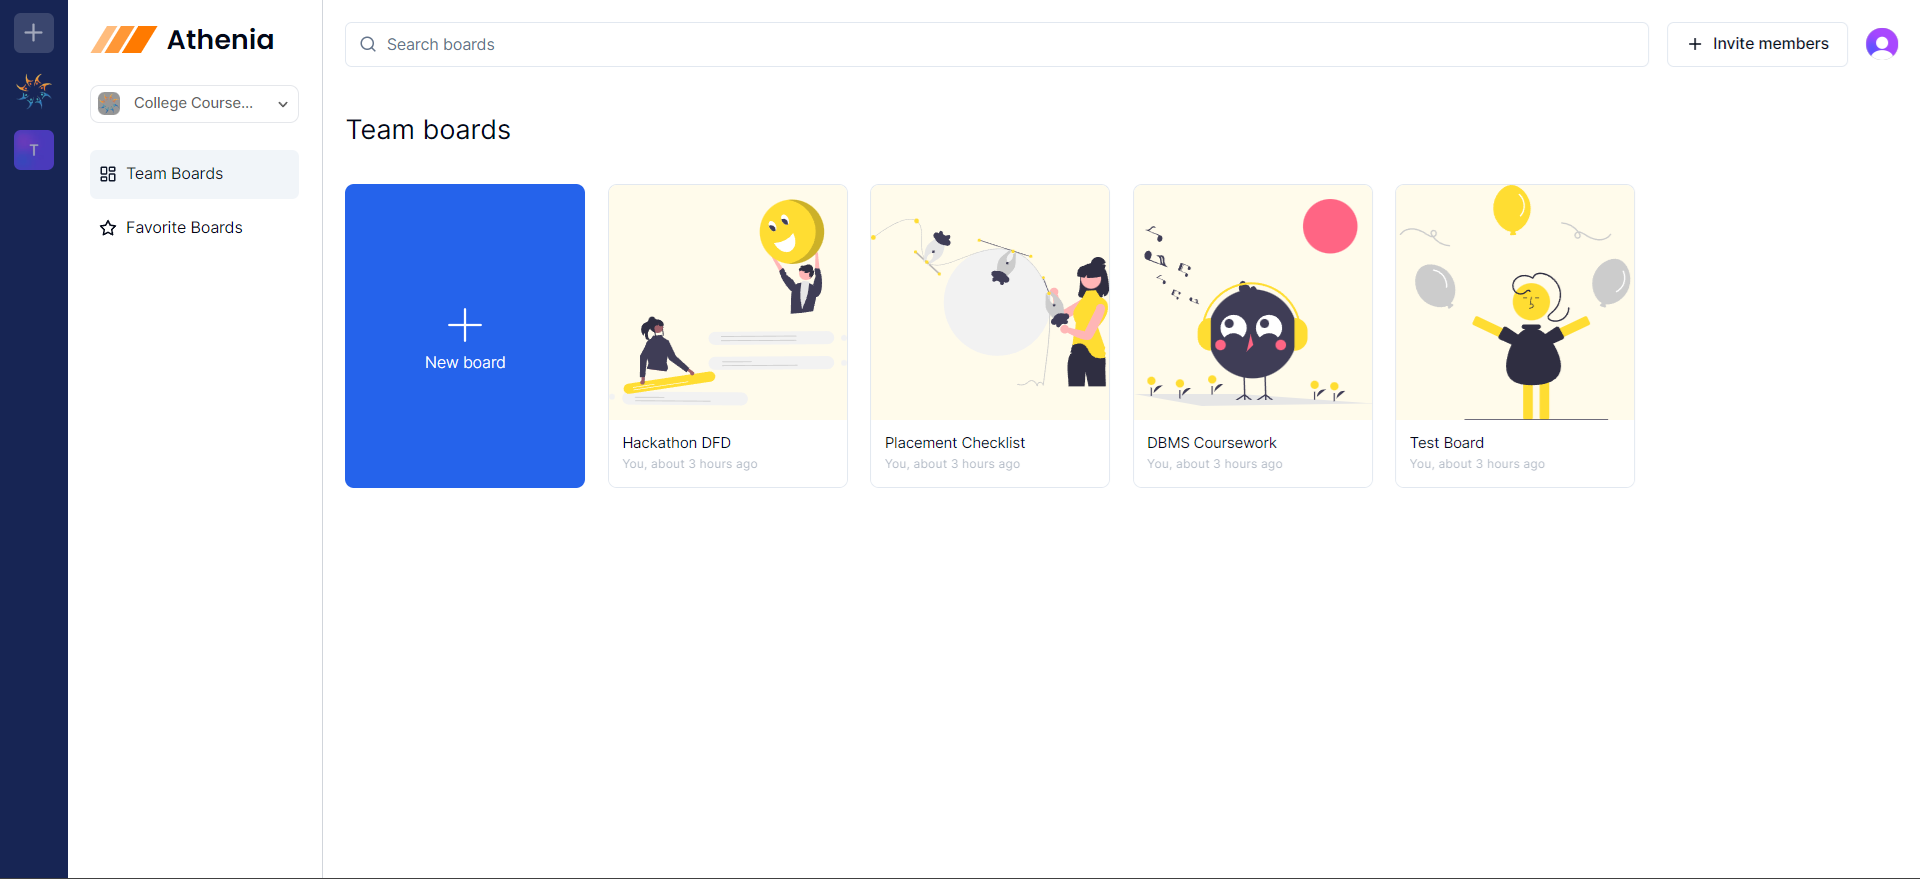 T
Athenia
College Course...
Team Boards
Favorite Boards
Search boards
Invite members
Team boards
New board
Hackathon DFD
You, about 3 hours ago
Placement Checklist
You, about 3 hours ago
DBMS Coursework
You, about 3 hours ago
Test Board
You, about 3 hours ago